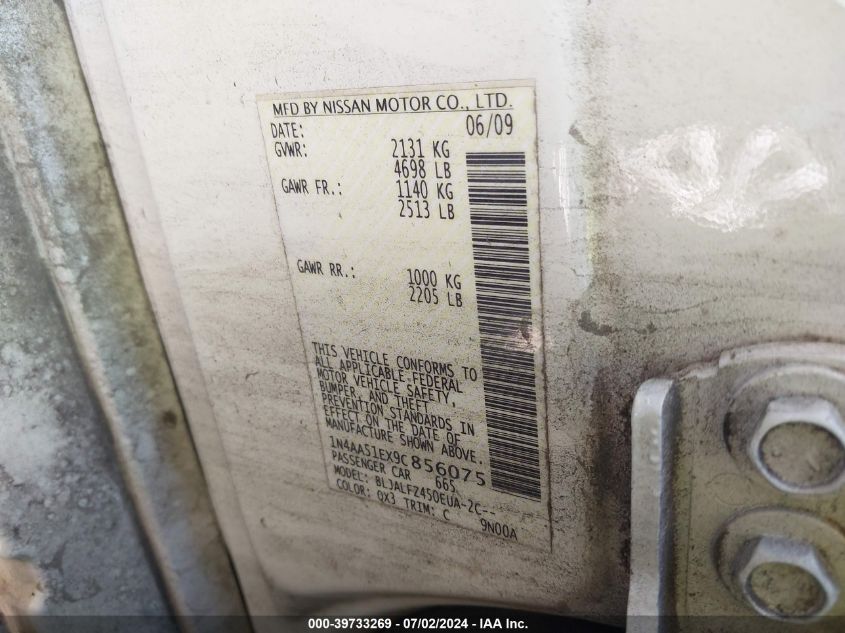 MFD BY NISSAN MOTOR CO., LTD.
DATE: 06/09
GVWR: 2131 KG
4698 LB
GAWR FR.: 1140 KG
2513 LB
GAWR RR.: 1000 KG
2205 LB
THIS VEHICLE CONFORMS TO
ALL APPLICABLE FEDERAL
MOTOR VEHICLE SAFETY,
BUMPER, AND THEFT
PREVENTION STANDARDS IN
EFFECT ON THE DATE OF
MANUFACTURE SHOWN ABOVE.
1N4AA51EX9C856075
PASSENGER CAR 665
MODEL: BLJALFZ450EUA-2C--
COLOR: QX3 TRIM: C 9N00A
000-39733269 - 07/02/2024 - IAA Inc.